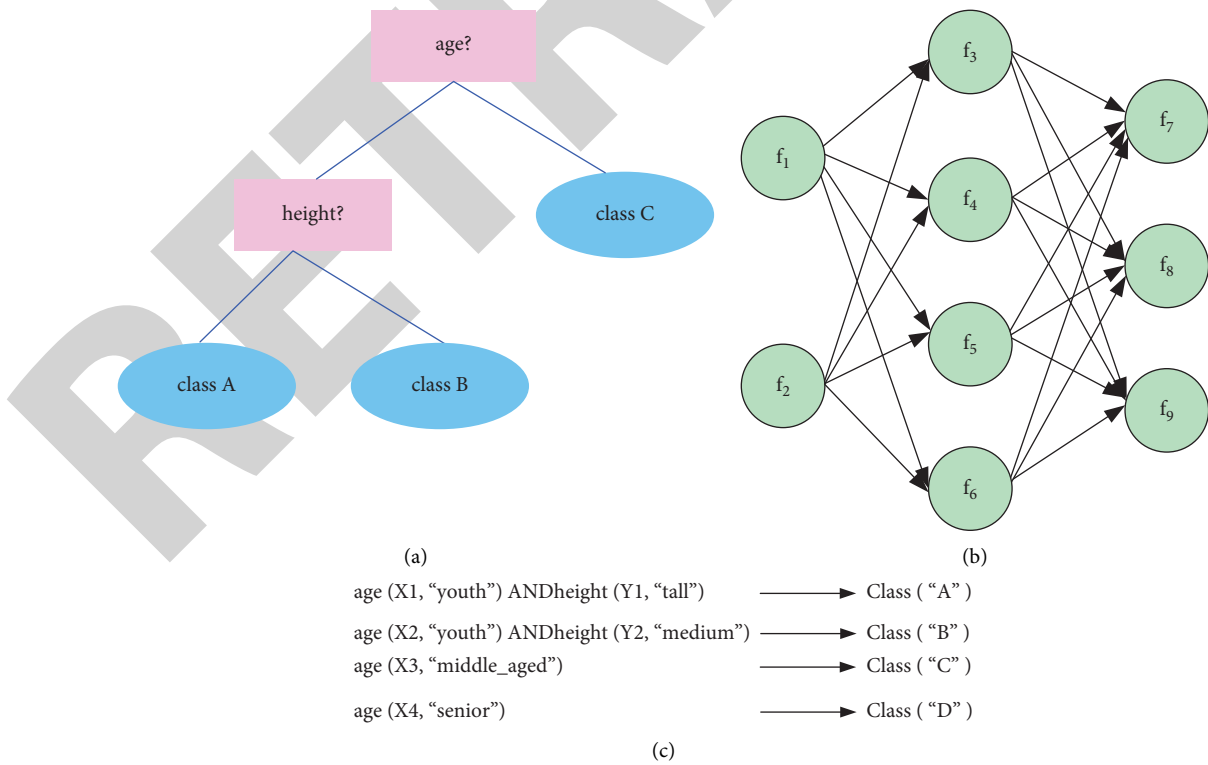 RETRA
age?
height?
class C
class A
class B
(a)
f1
f2
f3
f4
f5
f6
f7
f8
f9
(b)
age (X1, “youth”) ANDheight (Y1, “tall”) Class ( “A” )
age (X2, “youth”) ANDheight (Y2, “medium”) Class ( “B” )
age (X3, “middle_aged”) Class ( “C” )
age (X4, “senior”) Class ( “D” )
(c)